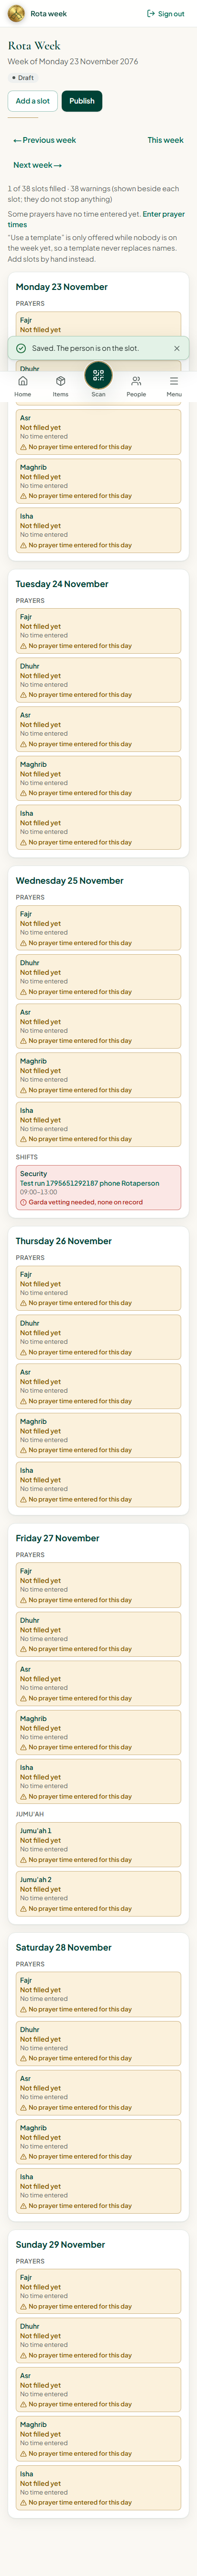 Rota week
Sign out
Rota Week
Week of Monday 23 November 2076
Draft
Add a slot
Publish
← Previous week
This week
Next week →
1 of 38 slots filled · 38 warnings (shown beside
each slot; they do not stop anything)
Some prayers have no time entered yet. Enter prayer
times
"Use a template" is only offered while nobody is on
the week yet, so a template never replaces names.
Add slots by hand instead.
Monday 23 November
PRAYERS
Fajr
Not filled yet
Saved. The person is on the slot.
Dhuhr
Home
Items
Scan
People
Menu
Asr
Not filled yet
No time entered
No prayer time entered for this day
Maghrib
Not filled yet
No time entered
No prayer time entered for this day
Isha
Not filled yet
No time entered
No prayer time entered for this day
Tuesday 24 November
PRAYERS
Fajr
Not filled yet
No time entered
No prayer time entered for this day
Dhuhr
Not filled yet
No time entered
No prayer time entered for this day
Asr
Not filled yet
No time entered
No prayer time entered for this day
Maghrib
Not filled yet
No time entered
No prayer time entered for this day
Isha
Not filled yet
No time entered
No prayer time entered for this day
Wednesday 25 November
PRAYERS
Fajr
Not filled yet
No time entered
No prayer time entered for this day
Dhuhr
Not filled yet
No time entered
No prayer time entered for this day
Asr
Not filled yet
No time entered
No prayer time entered for this day
Maghrib
Not filled yet
No time entered
No prayer time entered for this day
Isha
Not filled yet
No time entered
No prayer time entered for this day
SHIFTS
Security
Test run 1795651292187 phone Rotaperson
09:00–13:00
Garda vetting needed, none on record
Thursday 26 November
PRAYERS
Fajr
Not filled yet
No time entered
No prayer time entered for this day
Dhuhr
Not filled yet
No time entered
No prayer time entered for this day
Asr
Not filled yet
No time entered
No prayer time entered for this day
Maghrib
Not filled yet
No time entered
No prayer time entered for this day
Isha
Not filled yet
No time entered
No prayer time entered for this day
Friday 27 November
PRAYERS
Fajr
Not filled yet
No time entered
No prayer time entered for this day
Dhuhr
Not filled yet
No time entered
No prayer time entered for this day
Asr
Not filled yet
No time entered
No prayer time entered for this day
Maghrib
Not filled yet
No time entered
No prayer time entered for this day
Isha
Not filled yet
No time entered
No prayer time entered for this day
JUMU'AH
Jumu'ah 1
Not filled yet
No time entered
No prayer time entered for this day
Jumu'ah 2
Not filled yet
No time entered
No prayer time entered for this day
Saturday 28 November
PRAYERS
Fajr
Not filled yet
No time entered
No prayer time entered for this day
Dhuhr
Not filled yet
No time entered
No prayer time entered for this day
Asr
Not filled yet
No time entered
No prayer time entered for this day
Maghrib
Not filled yet
No time entered
No prayer time entered for this day
Isha
Not filled yet
No time entered
No prayer time entered for this day
Sunday 29 November
PRAYERS
Fajr
Not filled yet
No time entered
No prayer time entered for this day
Dhuhr
Not filled yet
No time entered
No prayer time entered for this day
Asr
Not filled yet
No time entered
No prayer time entered for this day
Maghrib
Not filled yet
No time entered
No prayer time entered for this day
Isha
Not filled yet
No time entered
No prayer time entered for this day